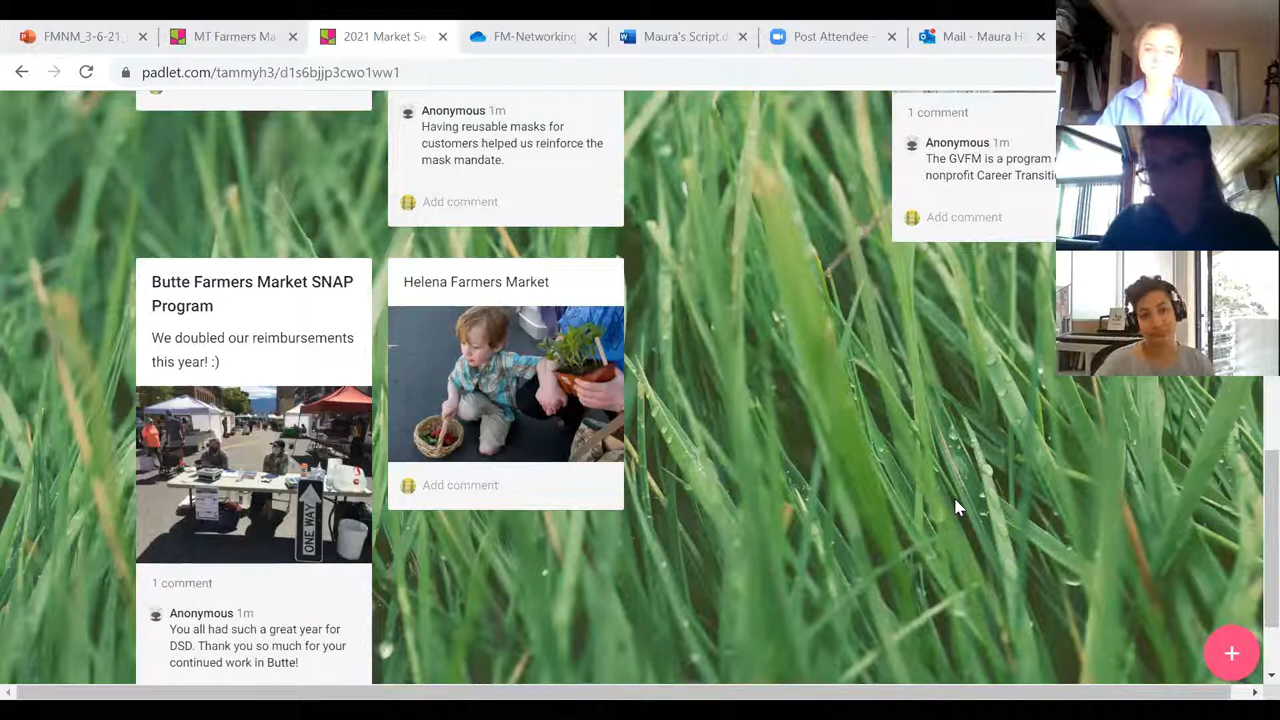 FMNM_3-6-21_
MT Farmers Ma
2021 Market Se
FM-Networking
Maura's Script.d
Post Attendee -
Mail - Maura H
padlet.com/tammyh3/d1s6bjjp3cwo1ww1
Anonymous 1m
Having reusable masks for
customers helped us reinforce the
mask mandate.
Add comment
1 comment
Anonymous 1m
The GVFM is a program
nonprofit Career Transiti
Add comment
Butte Farmers Market SNAP
Program
We doubled our reimbursements
this year! :)
ONE WAY
1 comment
Anonymous 1m
You all had such a great year for
DSD. Thank you so much for your
continued work in Butte!
Helena Farmers Market
Add comment